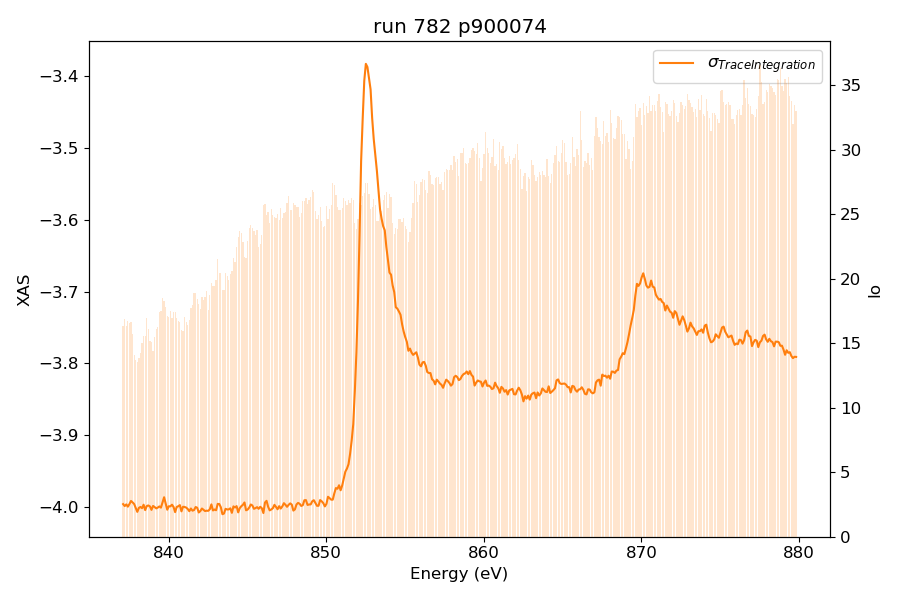 run 782 p900074
σTraceIntegration
−3.4
−3.5
−3.6
−3.7
−3.8
−3.9
−4.0
XAS
35
30
25
20
15
10
5
0
Io
840 850 860 870 880
Energy (eV)